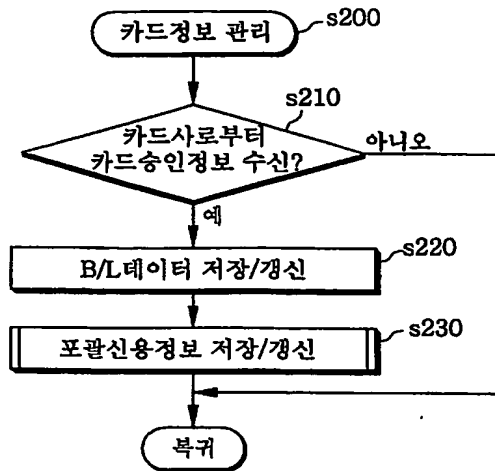 카드정보 관리
s200
s210
카드사로부터
카드승인정보 수신?
아니오
예
s220
B/L데이터 저장/갱신
s230
포괄신용정보 저장/갱신
복귀